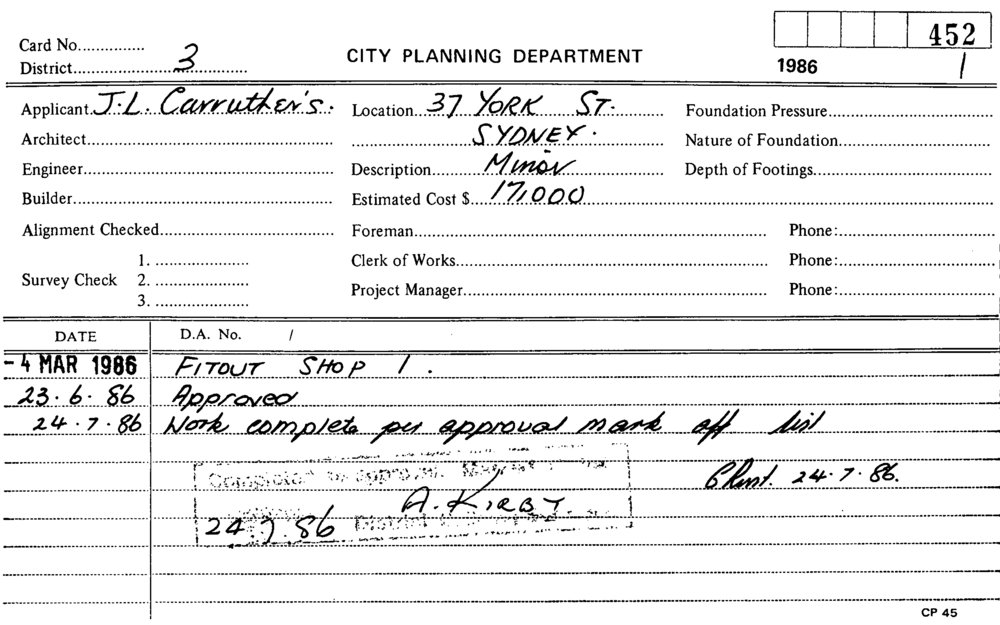 Card No...............
District.......... 3 ..........
CITY PLANNING DEPARTMENT
452
1986 1
Applicant J.L. Carruthers.
Location 37 YORK ST.
Foundation Pressure
Architect
SYDNEY.
Nature of Foundation
Engineer
Description Minor
Depth of Footings
Builder
Estimated Cost $ 17,000
Alignment Checked
Foreman
Phone:
Survey Check 1.
2.
3.
Clerk of Works
Phone:
Project Manager
Phone:
DATE D.A. No. /
-4 MAR 1986 FITOUT SHOP 1.
23.6.86 Approved
24.7.86 Work complete per approval mark off list
Completed
approval.
24.7.86.
A. KIRBY.
24.7.86 District
CP 45